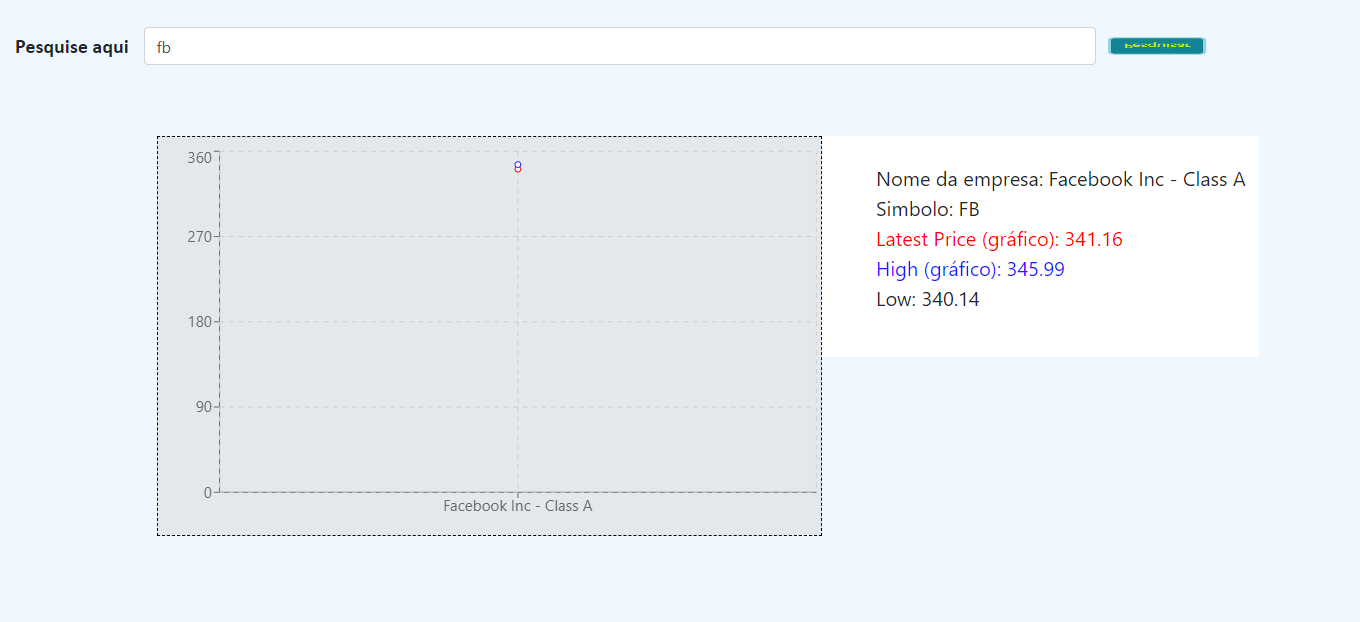 Pesquise aqui
fb
360
270
180
90
0
Facebook Inc - Class A
Nome da empresa: Facebook Inc - Class A
Simbolo: FB
Latest Price (gráfico): 341.16
High (gráfico): 345.99
Low: 340.14